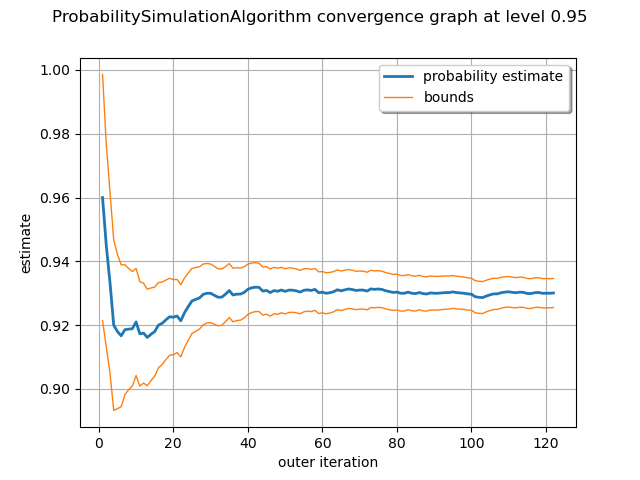 ProbabilitySimulationAlgorithm convergence graph at level 0.95
probability estimate
bounds
1.00
0.98
0.96
0.94
0.92
0.90
estimate
0
20
40
60
80
100
120
outer iteration